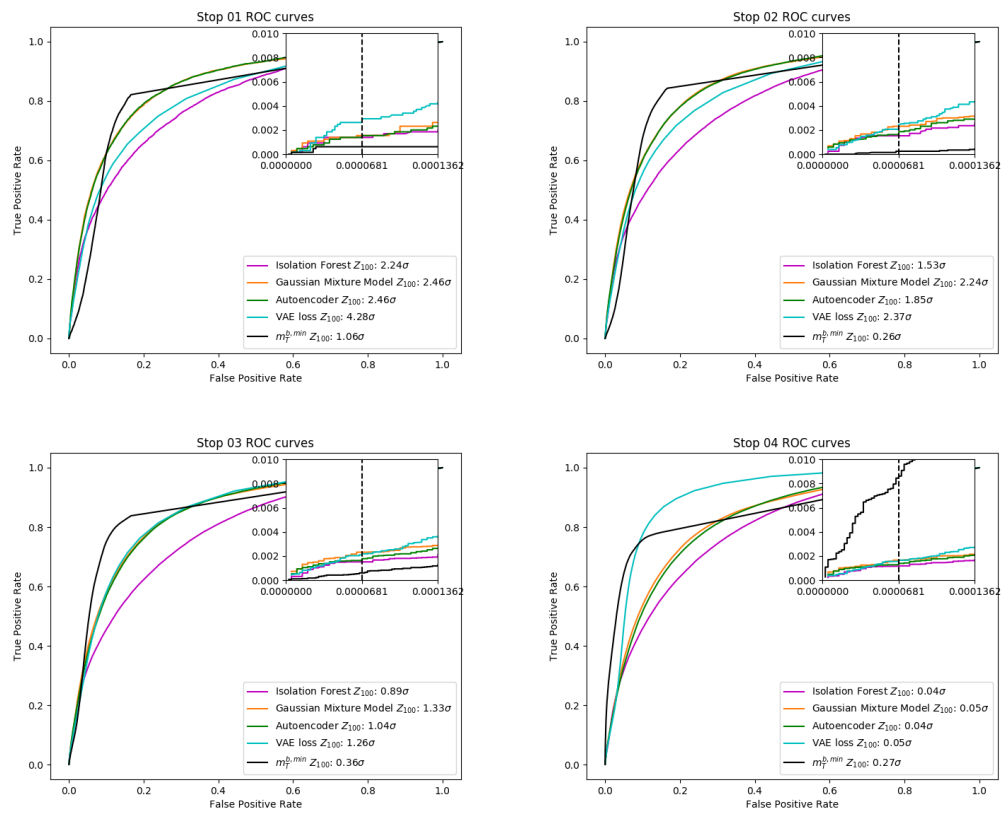 Stop 01 ROC curves
1.0
0.8
0.6
0.4
0.2
0.0
True Positive Rate
0.010
0.008
0.006
0.004
0.002
0.000
0.0000000
0.0000681
0.0001362
Isolation Forest Z₁₀₀: 2.24σ
Gaussian Mixture Model Z₁₀₀: 2.46σ
Autoencoder Z₁₀₀: 2.46σ
VAE loss Z₁₀₀: 4.28σ
m_T^{b,min} Z₁₀₀: 1.06σ
0.0 0.2 0.4 0.6 0.8 1.0
False Positive Rate
Stop 02 ROC curves
1.0
0.8
0.6
0.4
0.2
0.0
True Positive Rate
0.010
0.008
0.006
0.004
0.002
0.000
0.0000000
0.0000681
0.0001362
Isolation Forest Z₁₀₀: 1.53σ
Gaussian Mixture Model Z₁₀₀: 2.24σ
Autoencoder Z₁₀₀: 1.85σ
VAE loss Z₁₀₀: 2.37σ
m_T^{b,min} Z₁₀₀: 0.26σ
0.0 0.2 0.4 0.6 0.8 1.0
False Positive Rate
Stop 03 ROC curves
1.0
0.8
0.6
0.4
0.2
0.0
True Positive Rate
0.010
0.008
0.006
0.004
0.002
0.000
0.0000000
0.0000681
0.0001362
Isolation Forest Z₁₀₀: 0.89σ
Gaussian Mixture Model Z₁₀₀: 1.33σ
Autoencoder Z₁₀₀: 1.04σ
VAE loss Z₁₀₀: 1.26σ
m_T^{b,min} Z₁₀₀: 0.36σ
0.0 0.2 0.4 0.6 0.8 1.0
False Positive Rate
Stop 04 ROC curves
1.0
0.8
0.6
0.4
0.2
0.0
True Positive Rate
0.010
0.008
0.006
0.004
0.002
0.000
0.0000000
0.0000681
0.0001362
Isolation Forest Z₁₀₀: 0.04σ
Gaussian Mixture Model Z₁₀₀: 0.05σ
Autoencoder Z₁₀₀: 0.04σ
VAE loss Z₁₀₀: 0.05σ
m_T^{b,min} Z₁₀₀: 0.27σ
0.0 0.2 0.4 0.6 0.8 1.0
False Positive Rate